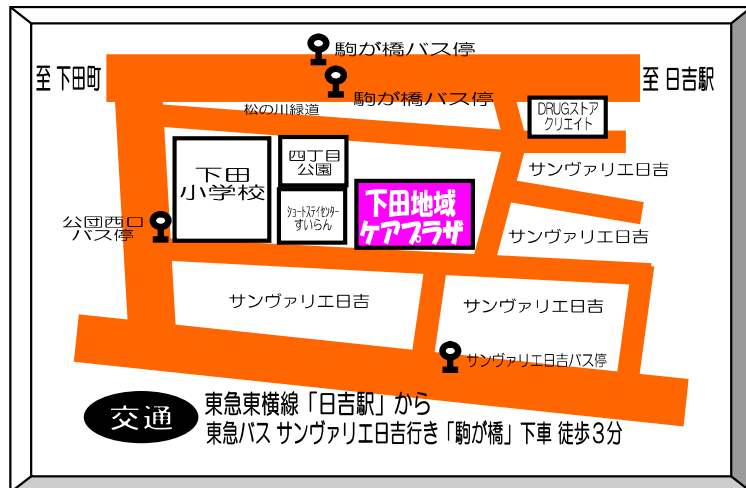 駒が橋バス停
至 下田町
至 日吉駅
駒が橋バス停
松の川緑道
DRUGストア
クリエイト
四丁目
公園
下田
小学校
サンヴァリエ日吉
下田地域
ケアプラザ
ショートステイセンター
すいらん
公団西口
バス停
サンヴァリエ日吉
サンヴァリエ日吉
サンヴァリエ日吉
サンヴァリエ日吉バス停
交通
東急東横線「日吉駅」から
東急バス サンヴァリエ日吉行き「駒が橋」下車 徒歩3分